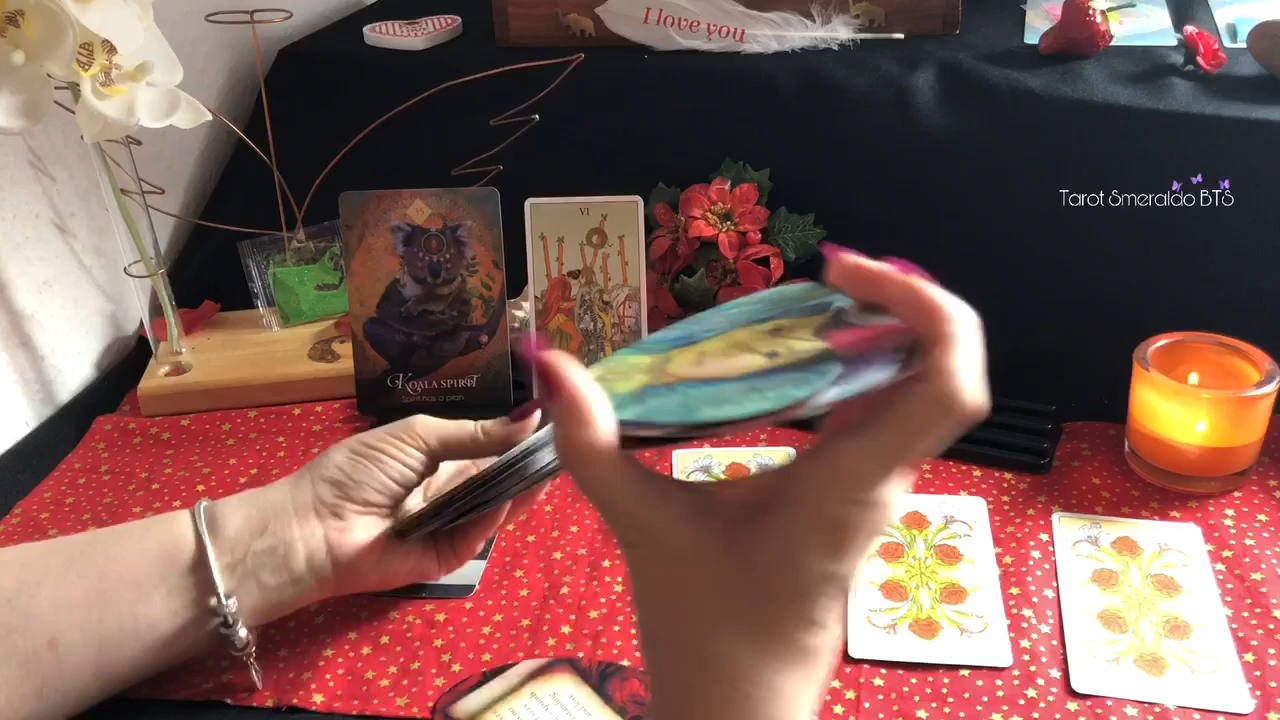 I love you
Tarot Smeraldo BTS
VI
KOALA SPIRIT
Spirit has a plan